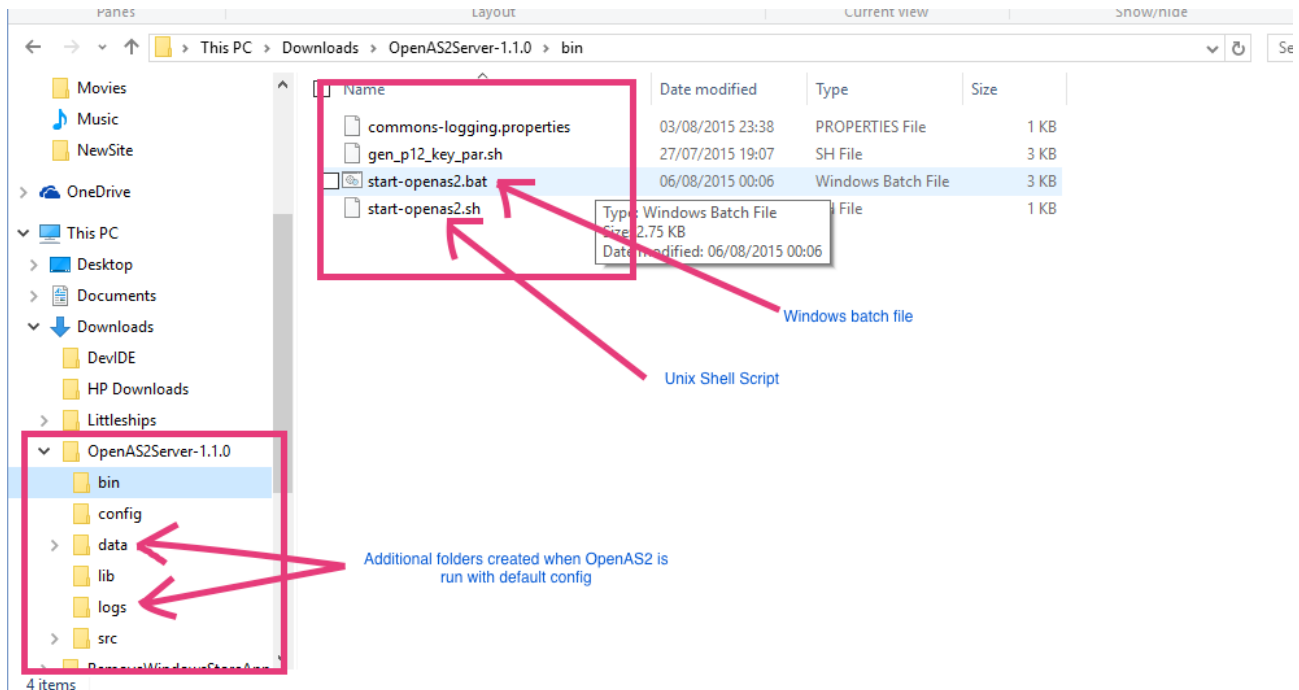 Panes Layout Current view Show/hide
This PC > Downloads > OpenAS2Server-1.1.0 > bin
Movies
Music
NewSite
OneDrive
This PC
Desktop
Documents
Downloads
DevIDE
HP Downloads
Littleships
OpenAS2Server-1.1.0
bin
config
data
lib
logs
src
4 items
Name Date modified Type Size
commons-logging.properties 03/08/2015 23:38 PROPERTIES File 1 KB
gen_p12_key_par.sh 27/07/2015 19:07 SH File 3 KB
start-openas2.bat 06/08/2015 00:06 Windows Batch File 3 KB
start-openas2.sh File 1 KB
Type: Windows Batch File
Size: 2.75 KB
Date modified: 06/08/2015 00:06
Windows batch file
Unix Shell Script
Additional folders created when OpenAS2 is
run with default config